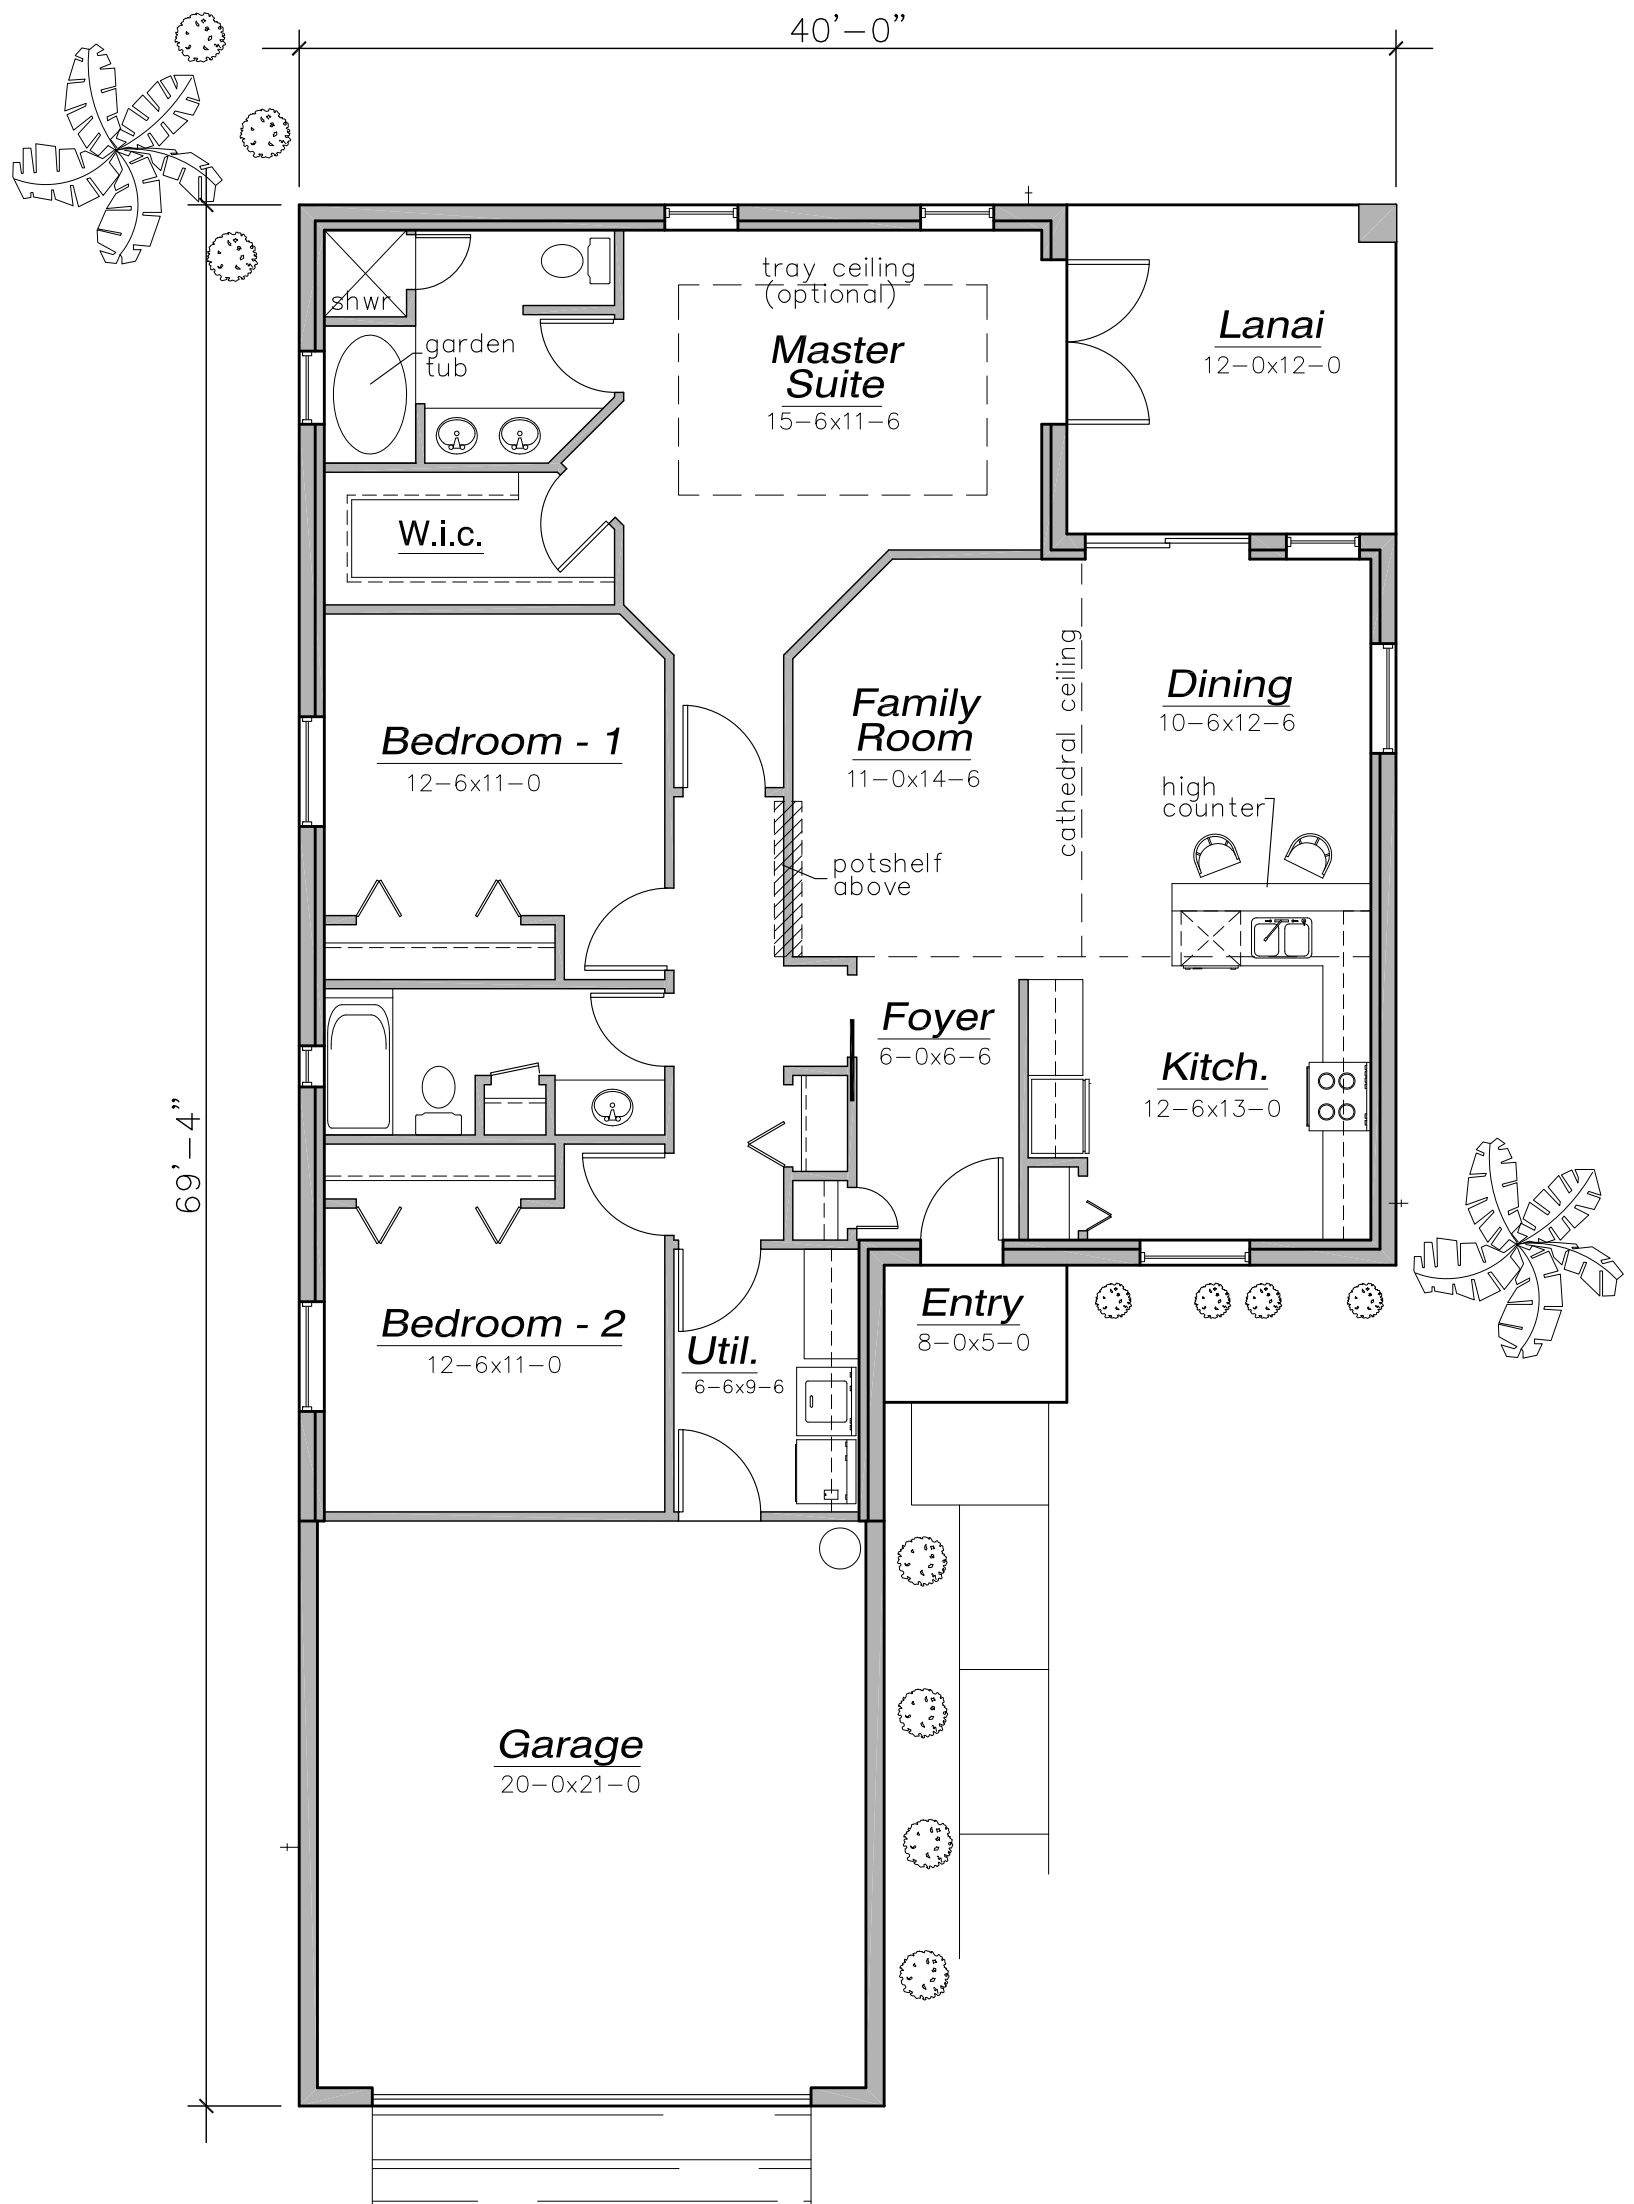 40'-0"
tray ceiling
(optional)
shwr
Master
Suite
15-6x11-6
Lanai
12-0x12-0
garden
tub
W.i.c.
Bedroom - 1
12-6x11-0
Family
Room
11-0x14-6
cathedral ceiling
Dining
10-6x12-6
high
counter
potshelf
above
Foyer
6-0x6-6
Kitch.
12-6x13-0
69'-4"
Bedroom - 2
12-6x11-0
Util.
6-6x9-6
Entry
8-0x5-0
Garage
20-0x21-0